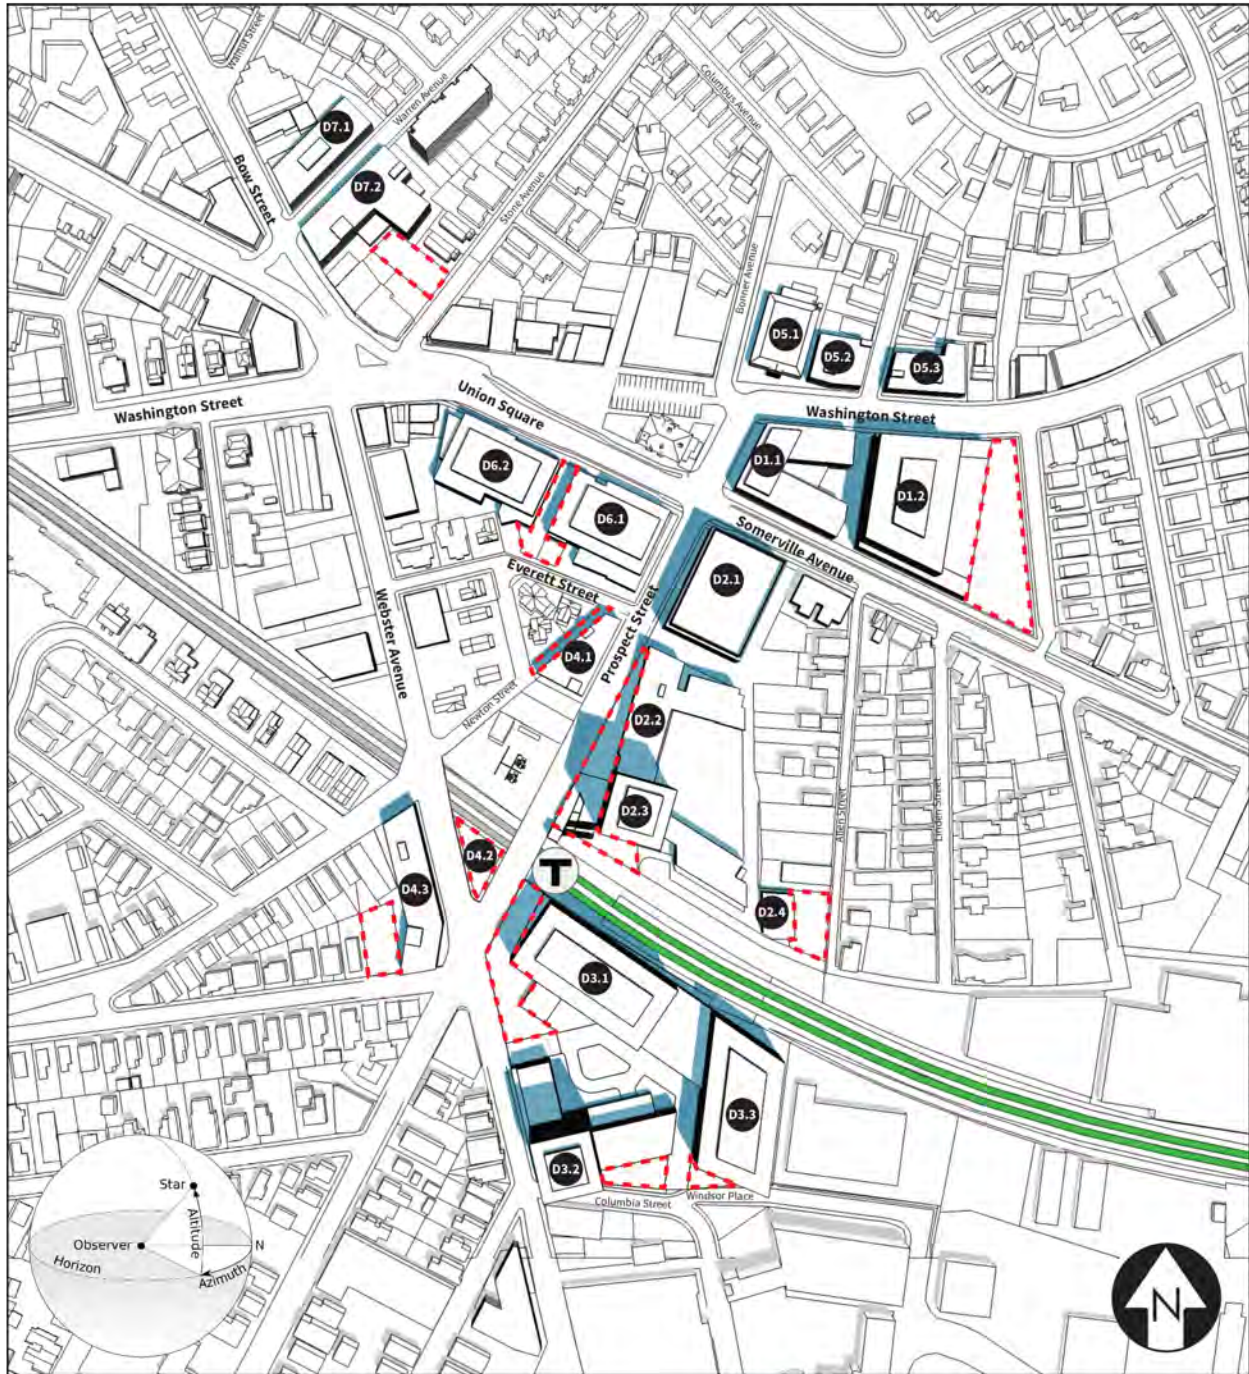 Walnut Street
Warren Avenue
Columbus Avenue
D7.1
Bow Street
D7.2
Stone Avenue
Bonner Avenue
D5.1
D5.2
D5.3
Washington Street
Union Square
Washington Street
D6.2
D1.1
D1.2
D6.1
Somerville Avenue
Everett Street
D2.1
Webster Avenue
Prospect Street
D4.1
Newton Street
D2.2
D2.3
Allen Street
Linden Street
D4.2
T
D4.3
D2.4
D3.1
D3.3
D3.2
Columbia Street
Windsor Place
Star
Altitude
Observer
N
Horizon
Azimuth
N